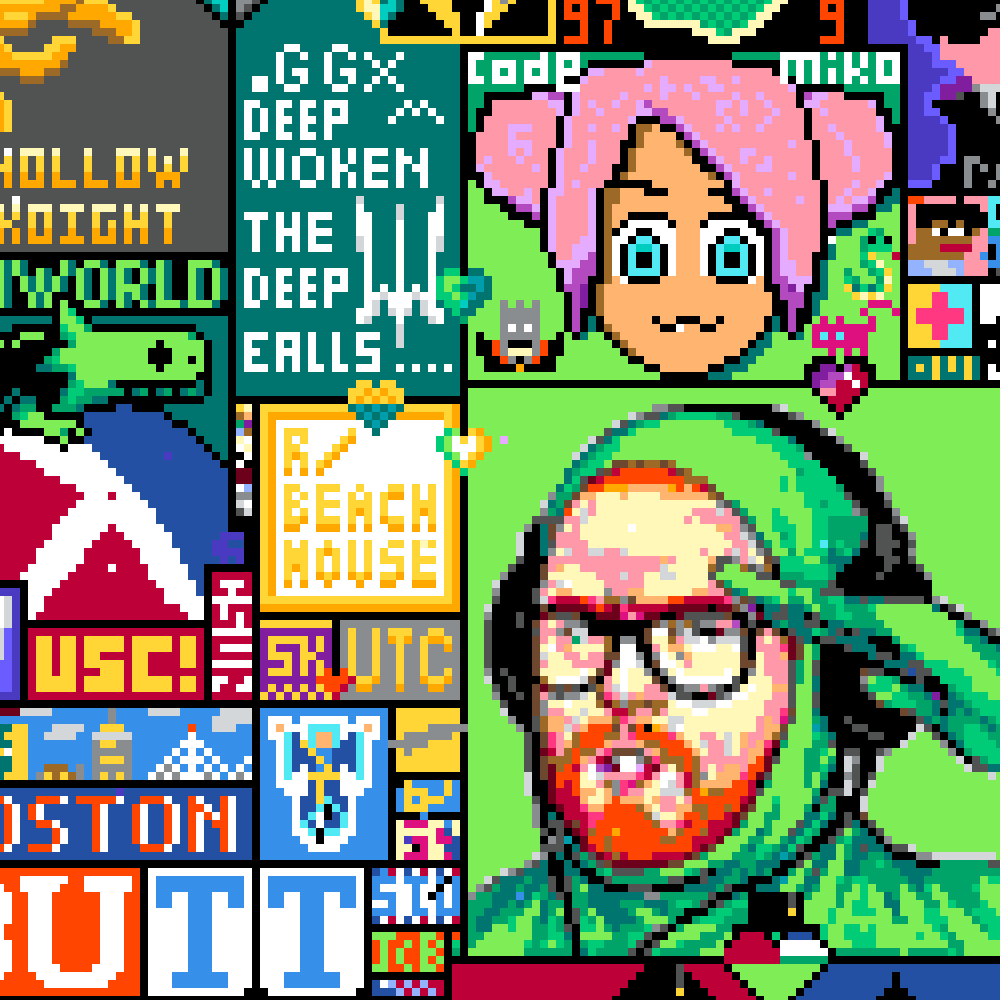 HOLLOW
KNIGHT
WORLD
.GGX
DEEP
WOKEN
THE
DEEP
CALLS....
97
9
Code
miko
R/
BEACH
HOUSE
USC!
SK
UTC
OSTON
UTT